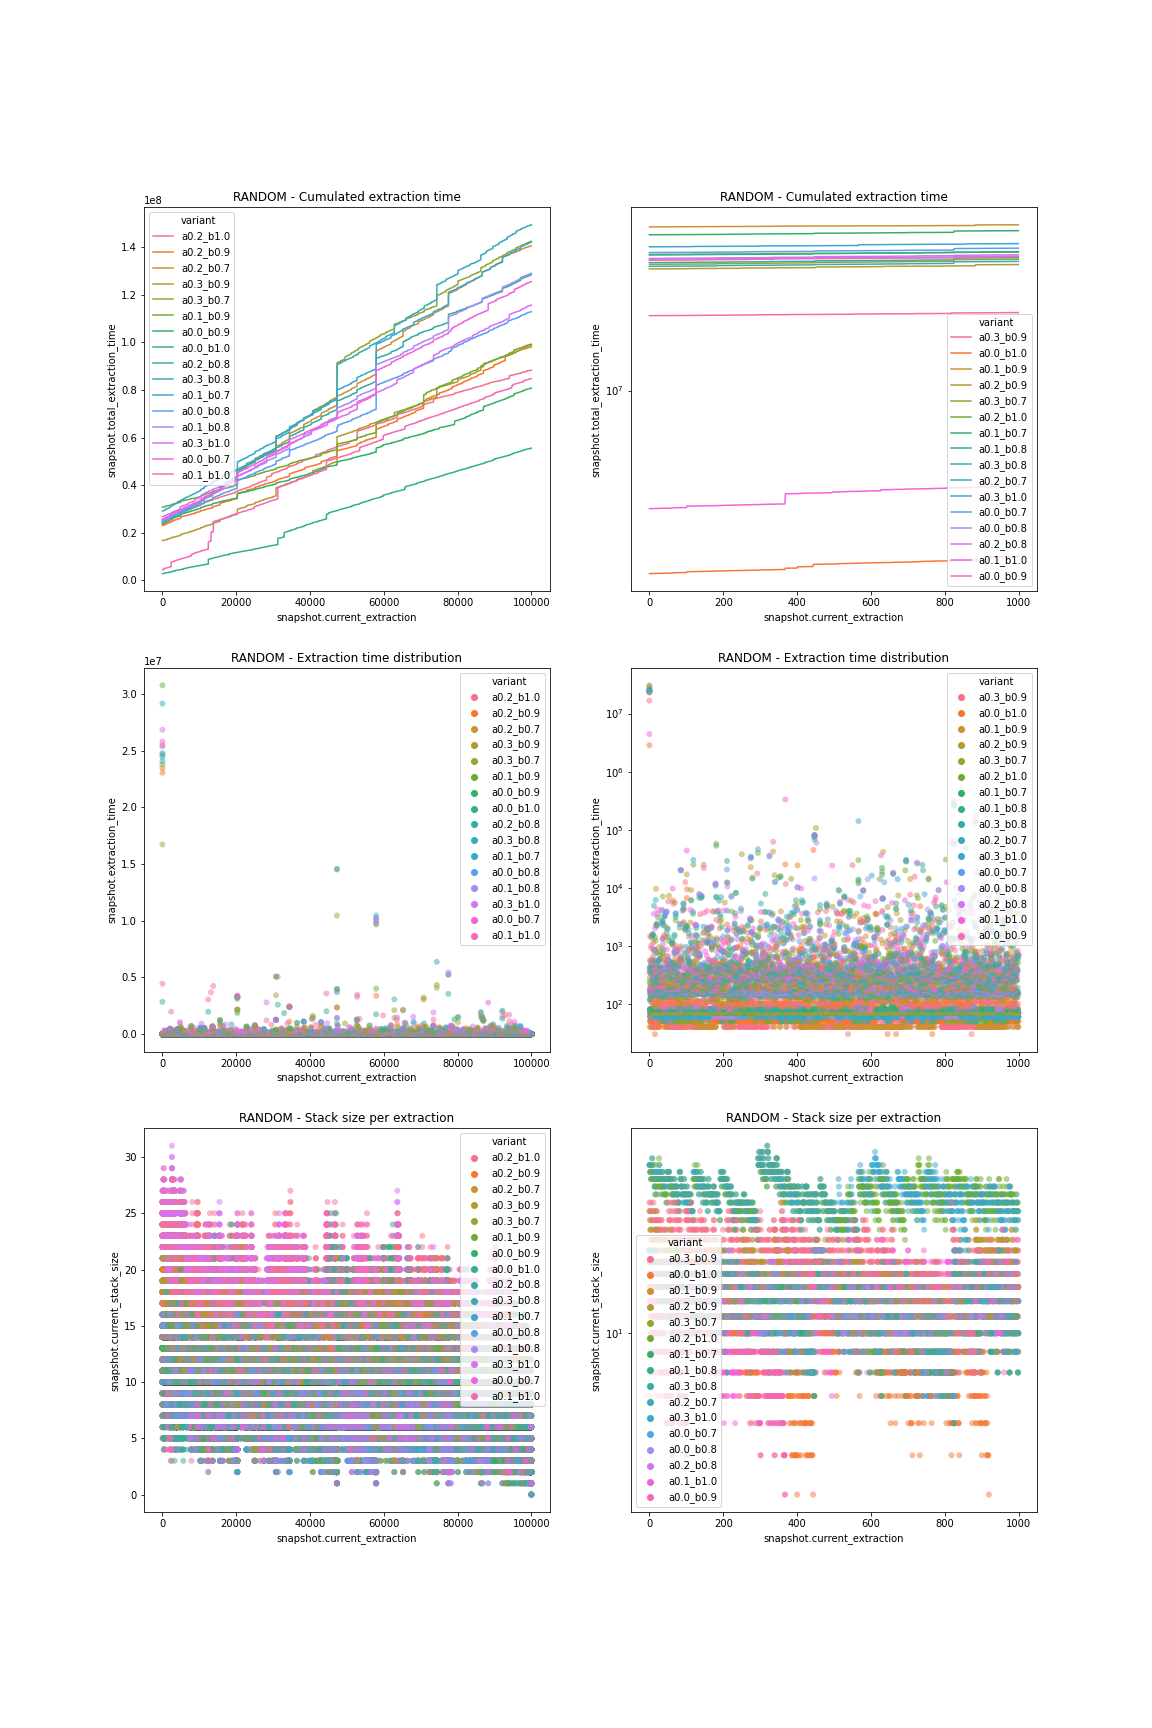 RANDOM - Cumulated extraction time
1e8
variant
a0.2_b1.0
a0.2_b0.9
a0.2_b0.7
a0.3_b0.9
a0.3_b0.7
a0.1_b0.9
a0.0_b0.9
a0.0_b1.0
a0.2_b0.8
a0.3_b0.8
a0.1_b0.7
a0.0_b0.8
a0.1_b0.8
a0.3_b1.0
a0.0_b0.7
a0.1_b1.0
1.4
1.2
1.0
0.8
0.6
0.4
0.2
0.0
snapshot.total_extraction_time
0 20000 40000 60000 80000 100000
snapshot.current_extraction
RANDOM - Cumulated extraction time
variant
a0.3_b0.9
a0.0_b1.0
a0.1_b0.9
a0.2_b0.9
a0.3_b0.7
a0.2_b1.0
a0.1_b0.7
a0.1_b0.8
a0.3_b0.8
a0.2_b0.7
a0.3_b1.0
a0.0_b0.7
a0.0_b0.8
a0.2_b0.8
a0.1_b1.0
a0.0_b0.9
10^7
snapshot.total_extraction_time
0 200 400 600 800 1000
snapshot.current_extraction
RANDOM - Extraction time distribution
1e7
variant
a0.2_b1.0
a0.2_b0.9
a0.2_b0.7
a0.3_b0.9
a0.3_b0.7
a0.1_b0.9
a0.0_b0.9
a0.0_b1.0
a0.2_b0.8
a0.3_b0.8
a0.1_b0.7
a0.0_b0.8
a0.1_b0.8
a0.3_b1.0
a0.0_b0.7
a0.1_b1.0
3.0
2.5
2.0
1.5
1.0
0.5
0.0
snapshot.extraction_time
0 20000 40000 60000 80000 100000
snapshot.current_extraction
RANDOM - Extraction time distribution
variant
a0.3_b0.9
a0.0_b1.0
a0.1_b0.9
a0.2_b0.9
a0.3_b0.7
a0.2_b1.0
a0.1_b0.7
a0.1_b0.8
a0.3_b0.8
a0.2_b0.7
a0.3_b1.0
a0.0_b0.7
a0.0_b0.8
a0.2_b0.8
a0.1_b1.0
a0.0_b0.9
10^7
10^6
10^5
10^4
10^3
10^2
snapshot.extraction_time
0 200 400 600 800 1000
snapshot.current_extraction
RANDOM - Stack size per extraction
variant
a0.2_b1.0
a0.2_b0.9
a0.2_b0.7
a0.3_b0.9
a0.3_b0.7
a0.1_b0.9
a0.0_b0.9
a0.0_b1.0
a0.2_b0.8
a0.3_b0.8
a0.1_b0.7
a0.0_b0.8
a0.1_b0.8
a0.3_b1.0
a0.0_b0.7
a0.1_b1.0
30
25
20
15
10
5
0
snapshot.current_stack_size
0 20000 40000 60000 80000 100000
snapshot.current_extraction
RANDOM - Stack size per extraction
variant
a0.3_b0.9
a0.0_b1.0
a0.1_b0.9
a0.2_b0.9
a0.3_b0.7
a0.2_b1.0
a0.1_b0.7
a0.1_b0.8
a0.3_b0.8
a0.2_b0.7
a0.3_b1.0
a0.0_b0.7
a0.0_b0.8
a0.2_b0.8
a0.1_b1.0
a0.0_b0.9
10^1
snapshot.current_stack_size
0 200 400 600 800 1000
snapshot.current_extraction